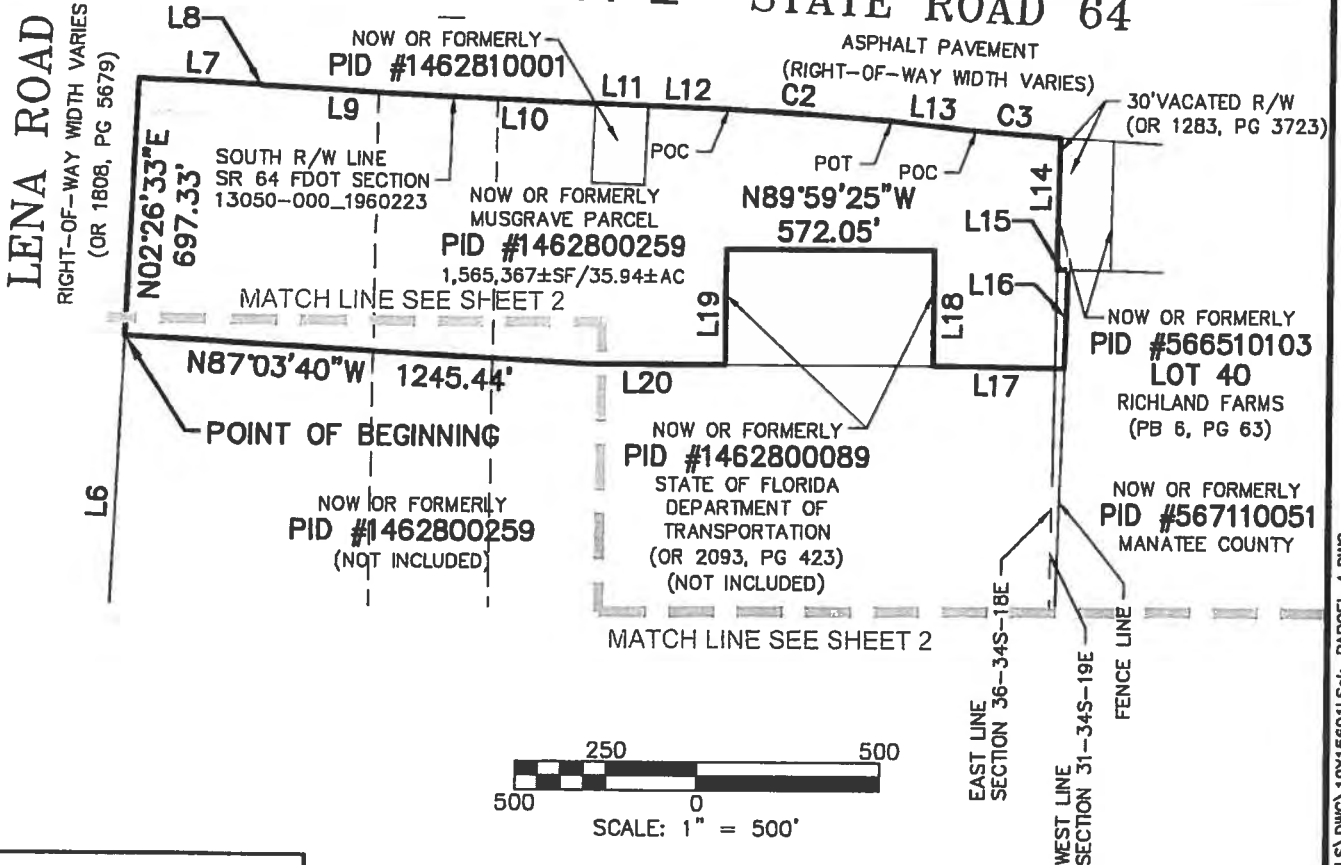 STATE ROAD 64
ASPHALT PAVEMENT
(RIGHT-OF-WAY WIDTH VARIES)
LENA ROAD
RIGHT-OF-WAY WIDTH VARIES
(OR 1808, PG 5679)
L8
L7
NOW OR FORMERLY
PID #1462810001
L9
L10
L11
L12
C2
L13
C3
30'VACATED R/W
(OR 1283, PG 3723)
N02°26'33"E
697.33'
SOUTH R/W LINE
SR 64 FDOT SECTION
13050-000_1960223
POC
POT
POC
L14
NOW OR FORMERLY
MUSGRAVE PARCEL
PID #1462800259
1,565,367±SF/35.94±AC
N89°59'25"W
572.05'
L15
L16
MATCH LINE SEE SHEET 2
L19
L18
NOW OR FORMERLY
PID #566510103
LOT 40
RICHLAND FARMS
(PB 6, PG 63)
N87°03'40"W 1245.44'
L20
L17
POINT OF BEGINNING
L6
NOW OR FORMERLY
PID #1462800259
(NOT INCLUDED)
NOW OR FORMERLY
PID #1462800089
STATE OF FLORIDA
DEPARTMENT OF
TRANSPORTATION
(OR 2093, PG 423)
(NOT INCLUDED)
NOW OR FORMERLY
PID #567110051
MANATEE COUNTY
MATCH LINE SEE SHEET 2
EAST LINE
SECTION 36-34S-18E
WEST LINE
SECTION 31-34S-19E
FENCE LINE
250 500
500 0
SCALE: 1" = 500'